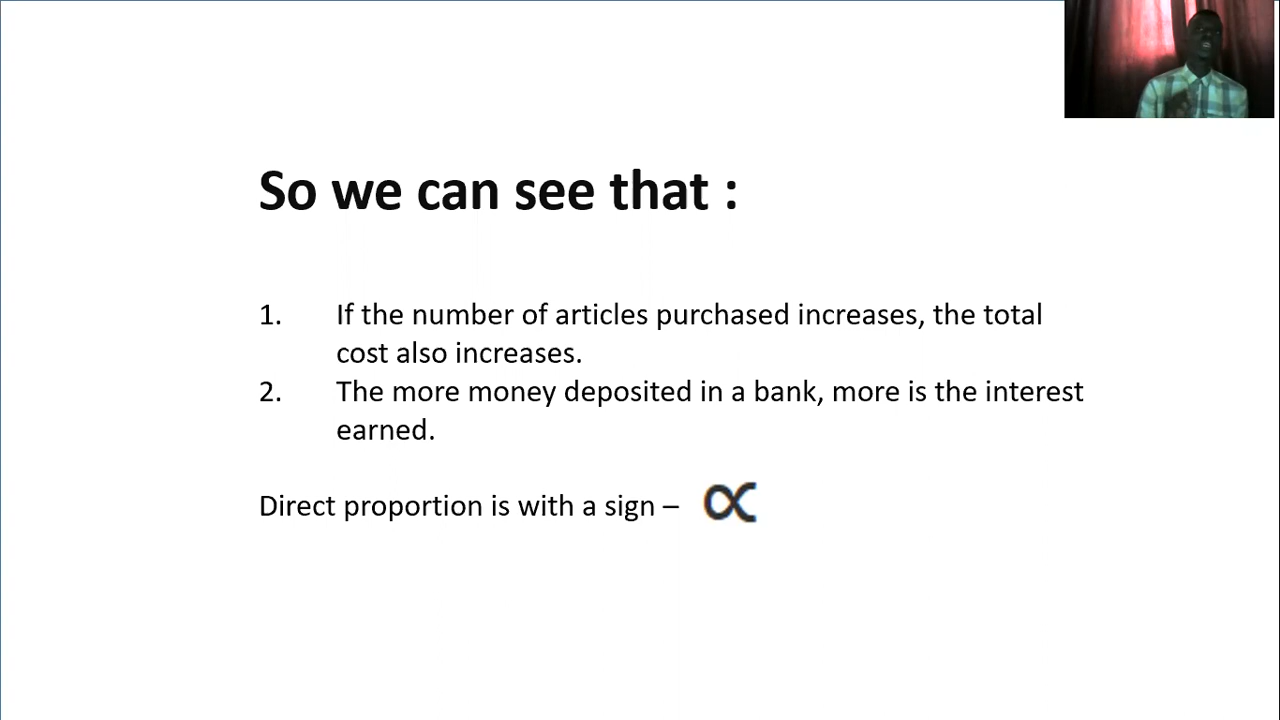 So we can see that :
1. If the number of articles purchased increases, the total
cost also increases.
2. The more money deposited in a bank, more is the interest
earned.
Direct proportion is with a sign – ∝